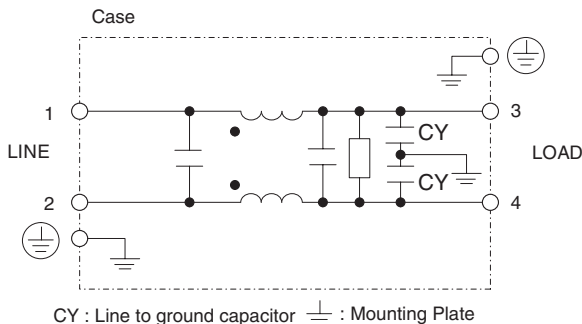 Case
1
3
CY
LINE
LOAD
CY
2
4
CY : Line to ground capacitor ⏚ : Mounting Plate